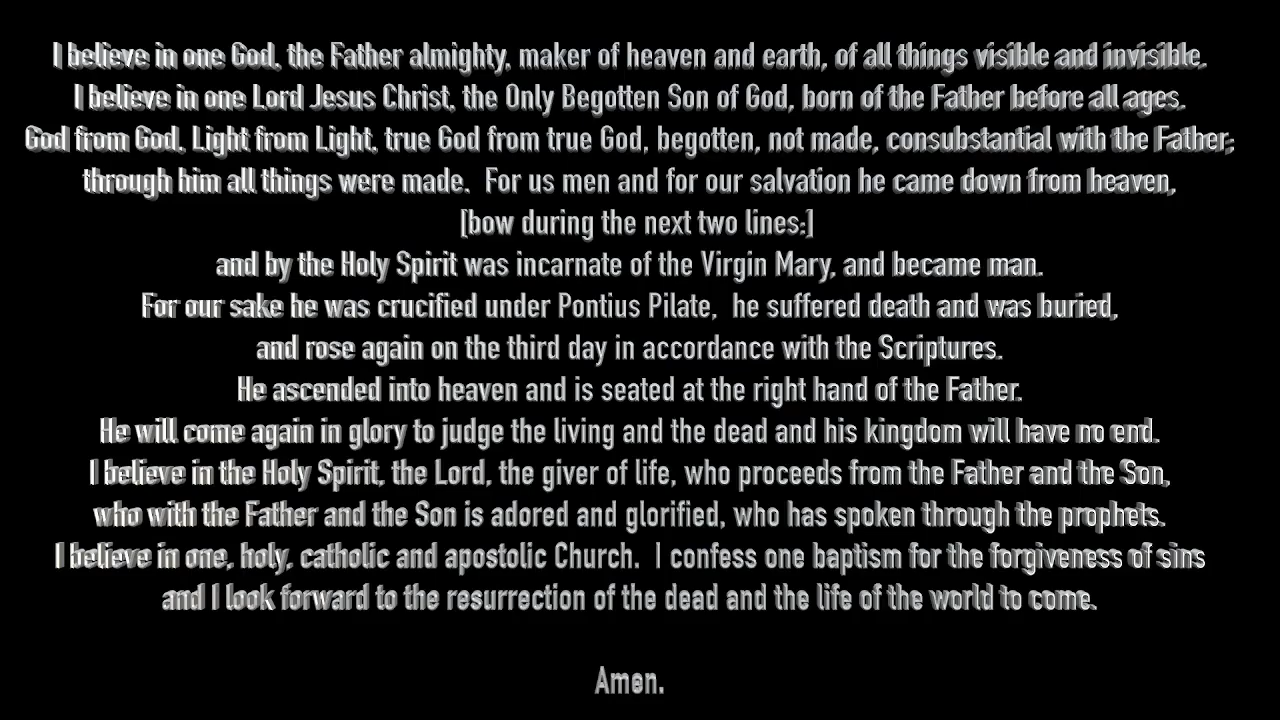 I believe in one God, the Father almighty, maker of heaven and earth, of all things visible and invisible.
I believe in one Lord Jesus Christ, the Only Begotten Son of God, born of the Father before all ages.
God from God, Light from Light, true God from true God, begotten, not made, consubstantial with the Father;
through him all things were made.  For us men and for our salvation he came down from heaven,
[bow during the next two lines:]
and by the Holy Spirit was incarnate of the Virgin Mary, and became man.
For our sake he was crucified under Pontius Pilate,  he suffered death and was buried,
and rose again on the third day in accordance with the Scriptures.
He ascended into heaven and is seated at the right hand of the Father.
He will come again in glory to judge the living and the dead and his kingdom will have no end.
I believe in the Holy Spirit, the Lord, the giver of life, who proceeds from the Father and the Son,
who with the Father and the Son is adored and glorified, who has spoken through the prophets.
I believe in one, holy, catholic and apostolic Church.  I confess one baptism for the forgiveness of sins
and I look forward to the resurrection of the dead and the life of the world to come.
Amen.